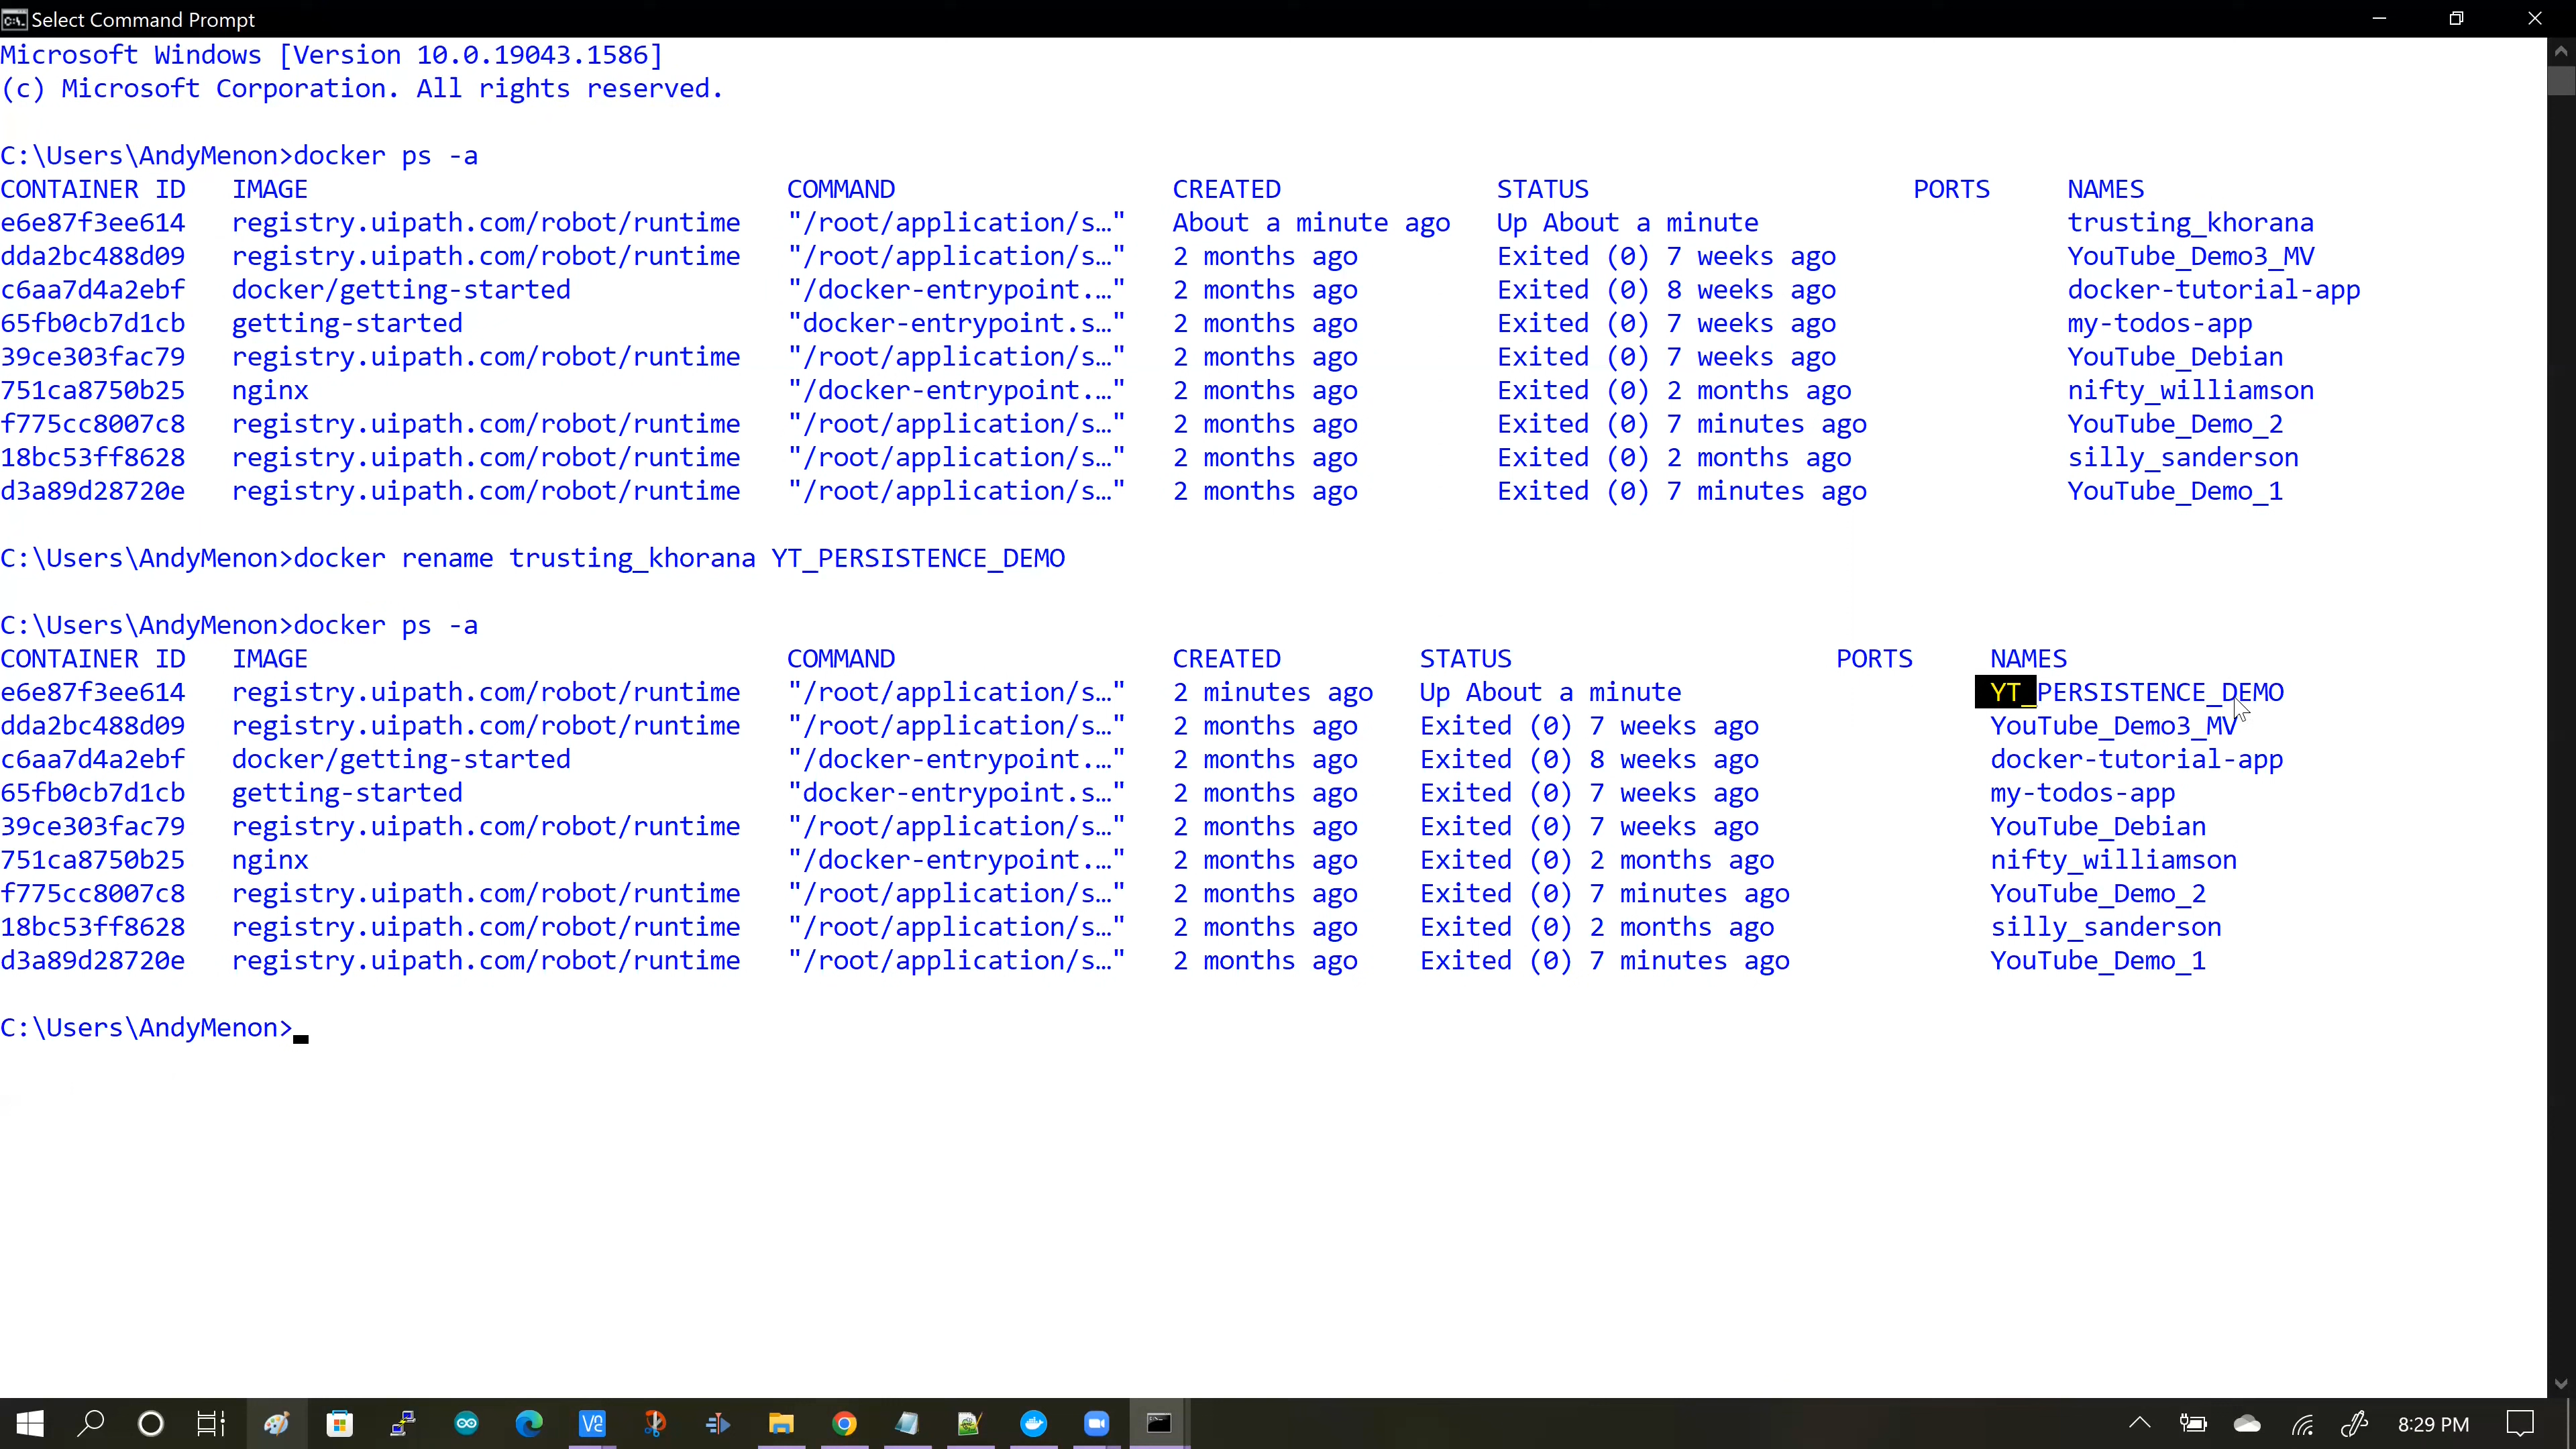 Select Command Prompt
Microsoft Windows [Version 10.0.19043.1586]
(c) Microsoft Corporation. All rights reserved.
C:\Users\AndyMenon>docker ps -a
CONTAINER ID   IMAGE                               COMMAND                  CREATED              STATUS                     PORTS     NAMES
e6e87f3ee614   registry.uipath.com/robot/runtime   "/root/application/s…"   About a minute ago   Up About a minute                    trusting_khorana
dda2bc488d09   registry.uipath.com/robot/runtime   "/root/application/s…"   2 months ago         Exited (0) 7 weeks ago               YouTube_Demo3_MV
c6aa7d4a2ebf   docker/getting-started              "/docker-entrypoint.…"   2 months ago         Exited (0) 8 weeks ago               docker-tutorial-app
65fb0cb7d1cb   getting-started                     "docker-entrypoint.s…"   2 months ago         Exited (0) 7 weeks ago               my-todos-app
39ce303fac79   registry.uipath.com/robot/runtime   "/root/application/s…"   2 months ago         Exited (0) 7 weeks ago               YouTube_Debian
751ca8750b25   nginx                               "/docker-entrypoint.…"   2 months ago         Exited (0) 2 months ago              nifty_williamson
f775cc8007c8   registry.uipath.com/robot/runtime   "/root/application/s…"   2 months ago         Exited (0) 7 minutes ago             YouTube_Demo_2
18bc53ff8628   registry.uipath.com/robot/runtime   "/root/application/s…"   2 months ago         Exited (0) 2 months ago              silly_sanderson
d3a89d28720e   registry.uipath.com/robot/runtime   "/root/application/s…"   2 months ago         Exited (0) 7 minutes ago             YouTube_Demo_1
C:\Users\AndyMenon>docker rename trusting_khorana YT_PERSISTENCE_DEMO
C:\Users\AndyMenon>docker ps -a
CONTAINER ID   IMAGE                               COMMAND                  CREATED         STATUS                     PORTS     NAMES
e6e87f3ee614   registry.uipath.com/robot/runtime   "/root/application/s…"   2 minutes ago   Up About a minute                    YT_PERSISTENCE_DEMO
dda2bc488d09   registry.uipath.com/robot/runtime   "/root/application/s…"   2 months ago    Exited (0) 7 weeks ago               YouTube_Demo3_MV
c6aa7d4a2ebf   docker/getting-started              "/docker-entrypoint.…"   2 months ago    Exited (0) 8 weeks ago               docker-tutorial-app
65fb0cb7d1cb   getting-started                     "docker-entrypoint.s…"   2 months ago    Exited (0) 7 weeks ago               my-todos-app
39ce303fac79   registry.uipath.com/robot/runtime   "/root/application/s…"   2 months ago    Exited (0) 7 weeks ago               YouTube_Debian
751ca8750b25   nginx                               "/docker-entrypoint.…"   2 months ago    Exited (0) 2 months ago              nifty_williamson
f775cc8007c8   registry.uipath.com/robot/runtime   "/root/application/s…"   2 months ago    Exited (0) 7 minutes ago             YouTube_Demo_2
18bc53ff8628   registry.uipath.com/robot/runtime   "/root/application/s…"   2 months ago    Exited (0) 2 months ago              silly_sanderson
d3a89d28720e   registry.uipath.com/robot/runtime   "/root/application/s…"   2 months ago    Exited (0) 7 minutes ago             YouTube_Demo_1
C:\Users\AndyMenon>
8:29 PM